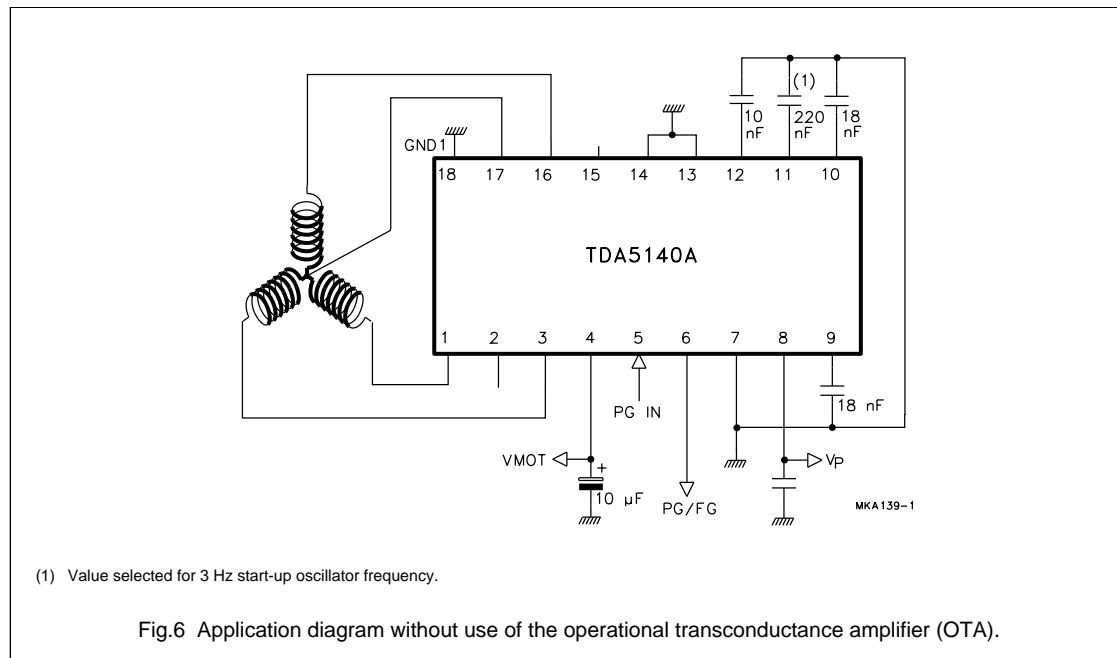 (1)
10 nF
220 nF
18 nF
GND1
18 17 16 15 14 13 12 11 10
TDA5140A
1 2 3 4 5 6 7 8 9
18 nF
PG IN
VMOT
+
10 µF
PG/FG
VP
MKA139-1
(1) Value selected for 3 Hz start-up oscillator frequency.
Fig.6 Application diagram without use of the operational transconductance amplifier (OTA).